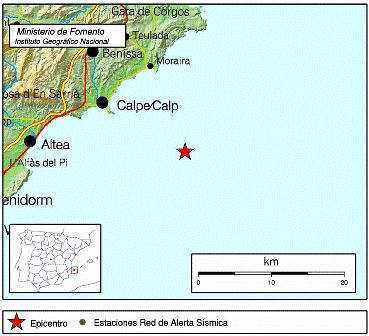 Gata de Gorgos
Ministerio de Fomento
Instituto Geográfico Nacional
Teulada
Benissa
Moraira
osa d'En Sarrià
Calpe/Calp
op
Altea
L'Alfàs del Pi
enidorm
km
0 10 20
Epicentro
Estaciones Red de Alerta Sísmica